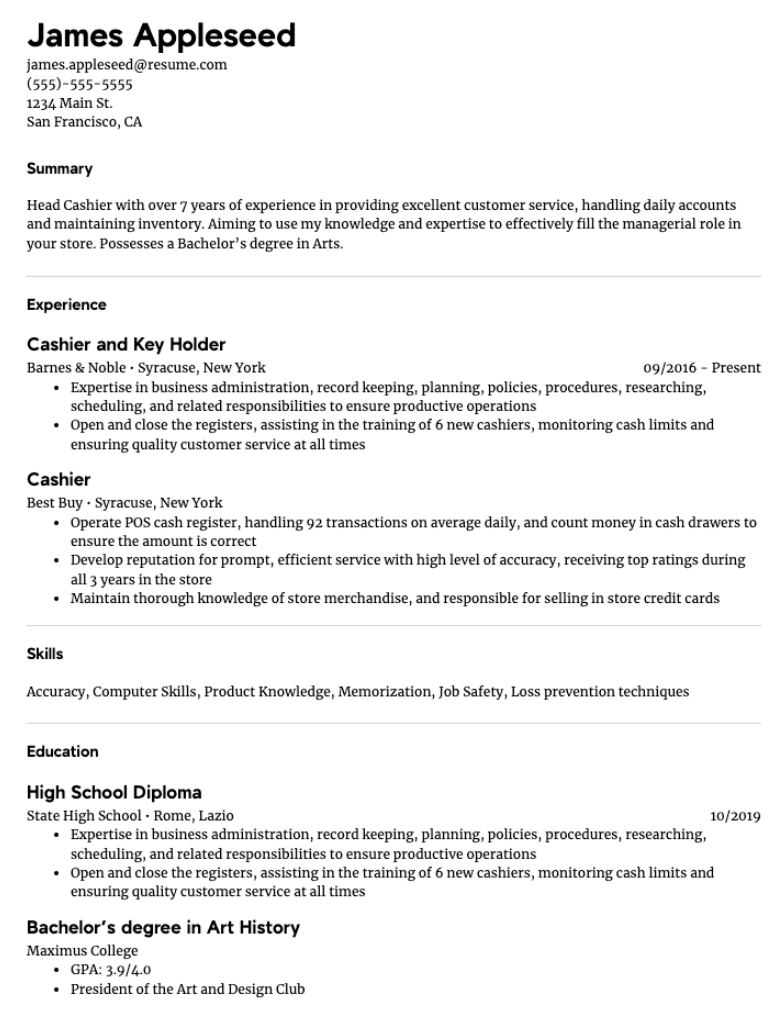 James Appleseed
james.appleseed@resume.com
(555)-555-5555
1234 Main St.
San Francisco, CA
Summary
Head Cashier with over 7 years of experience in providing excellent customer service, handling daily accounts
and maintaining inventory. Aiming to use my knowledge and expertise to effectively fill the managerial role in
your store. Possesses a Bachelor’s degree in Arts.
Experience
Cashier and Key Holder
Barnes & Noble • Syracuse, New York 09/2016 - Present
• Expertise in business administration, record keeping, planning, policies, procedures, researching,
scheduling, and related responsibilities to ensure productive operations
• Open and close the registers, assisting in the training of 6 new cashiers, monitoring cash limits and
ensuring quality customer service at all times
Cashier
Best Buy • Syracuse, New York
• Operate POS cash register, handling 92 transactions on average daily, and count money in cash drawers to
ensure the amount is correct
• Develop reputation for prompt, efficient service with high level of accuracy, receiving top ratings during
all 3 years in the store
• Maintain thorough knowledge of store merchandise, and responsible for selling in store credit cards
Skills
Accuracy, Computer Skills, Product Knowledge, Memorization, Job Safety, Loss prevention techniques
Education
High School Diploma
State High School • Rome, Lazio 10/2019
• Expertise in business administration, record keeping, planning, policies, procedures, researching,
scheduling, and related responsibilities to ensure productive operations
• Open and close the registers, assisting in the training of 6 new cashiers, monitoring cash limits and
ensuring quality customer service at all times
Bachelor’s degree in Art History
Maximus College
• GPA: 3.9/4.0
• President of the Art and Design Club